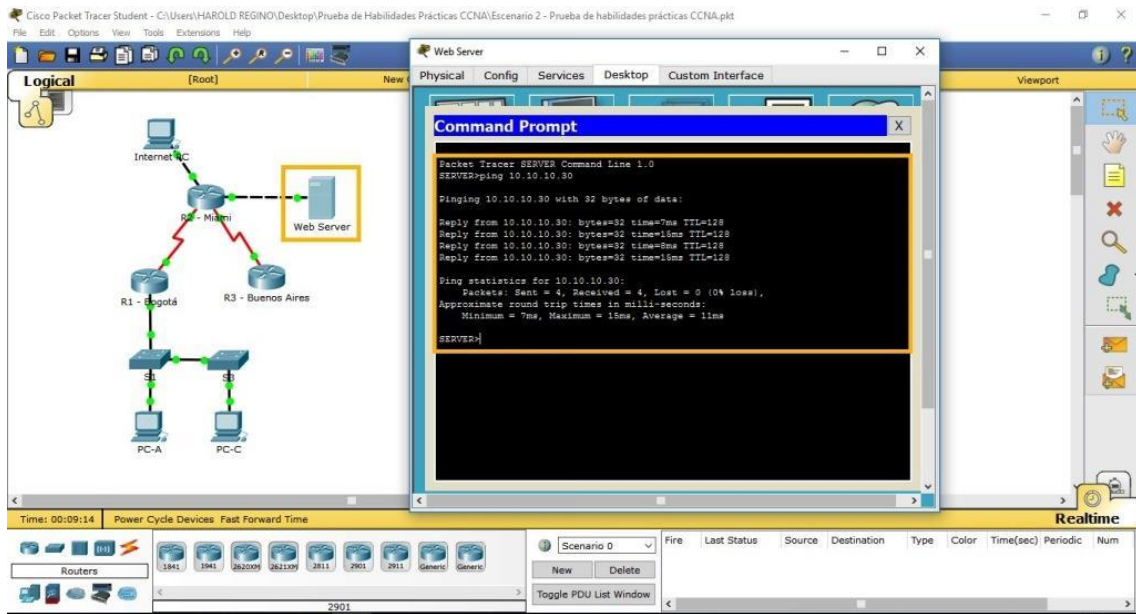 Cisco Packet Tracer Student - C:\Users\HAROLD REGINO\Desktop\Prueba de Habilidades Prácticas CCNA\Escenario 2 - Prueba de habilidades prácticas CCNA.pkt
File Edit Options View Tools Extensions Help
Logical
[Root]
New
Viewport
Internet PC
R2 - Miami
Web Server
R1 - Bogotá
R3 - Buenos Aires
S1
S3
PC-A
PC-C
Web Server
Physical Config Services Desktop Custom Interface
Command Prompt
X
Packet Tracer SERVER Command Line 1.0
SERVER>ping 10.10.10.30
Pinging 10.10.10.30 with 32 bytes of data:
Reply from 10.10.10.30: bytes=32 time=7ms TTL=128
Reply from 10.10.10.30: bytes=32 time=15ms TTL=128
Reply from 10.10.10.30: bytes=32 time=8ms TTL=128
Reply from 10.10.10.30: bytes=32 time=15ms TTL=128
Ping statistics for 10.10.10.30:
Packets: Sent = 4, Received = 4, Lost = 0 (0% loss),
Approximate round trip times in milli-seconds:
Minimum = 7ms, Maximum = 15ms, Average = 11ms
SERVER>
Time: 00:09:14 Power Cycle Devices Fast Forward Time
Realtime
Routers
1841 1941 2620XM 2621XM 2811 2901 2911 Generic Generic
2901
Scenario 0
New Delete
Toggle PDU List Window
Fire Last Status Source Destination Type Color Time(sec) Periodic Num